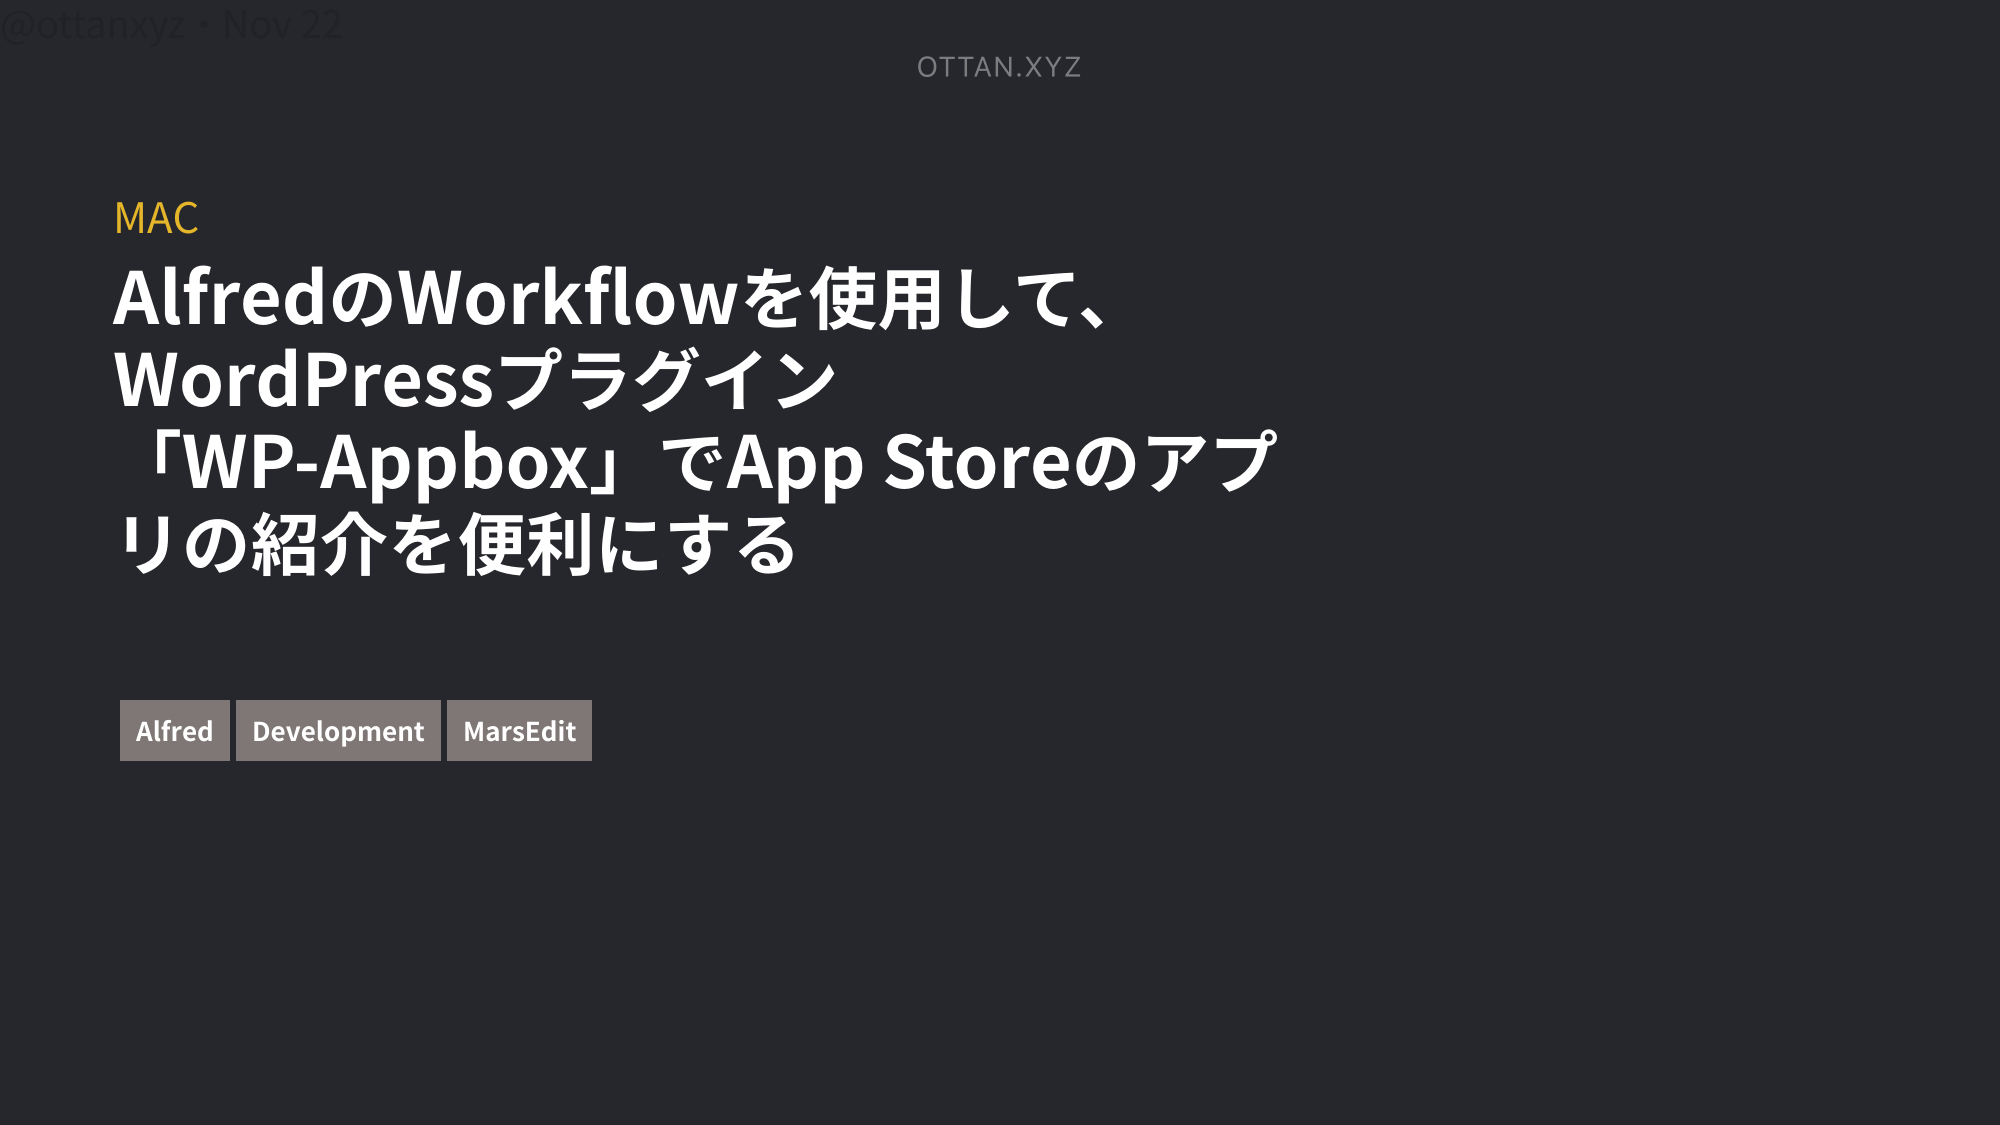 @ottanxyz・Nov 22
OTTAN.XYZ
MAC
AlfredのWorkflowを使用して、
WordPressプラグイン
「WP-Appbox」でApp Storeのアプ
リの紹介を便利にする
Alfred Development MarsEdit